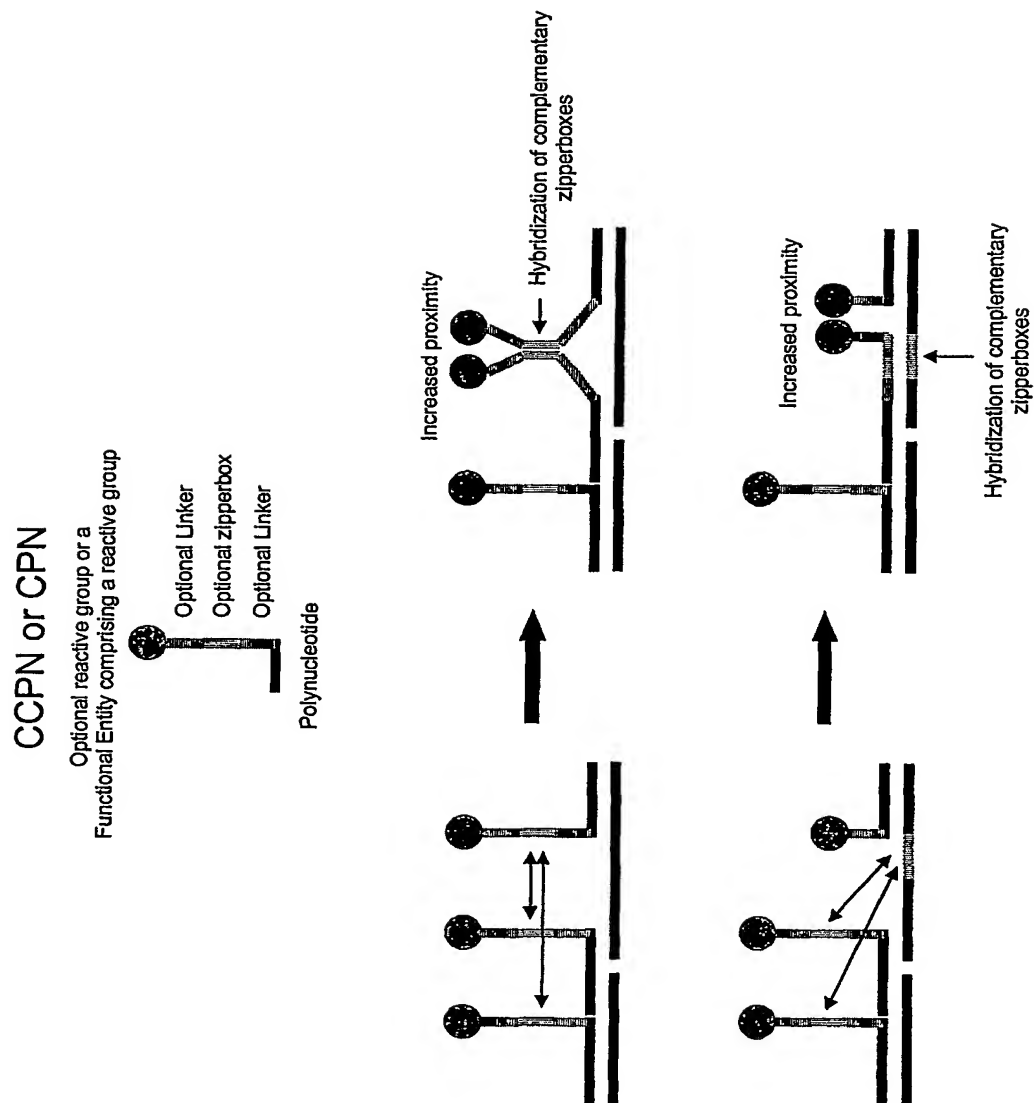 CCPN or CPN
Optional reactive group or a
Functional Entity comprising a reactive group
Optional Linker
Optional zipperbox
Optional Linker
Polynucleotide
Increased proximity
Hybridization of complementary
zipperboxes
Increased proximity
Hybridization of complementary
zipperboxes